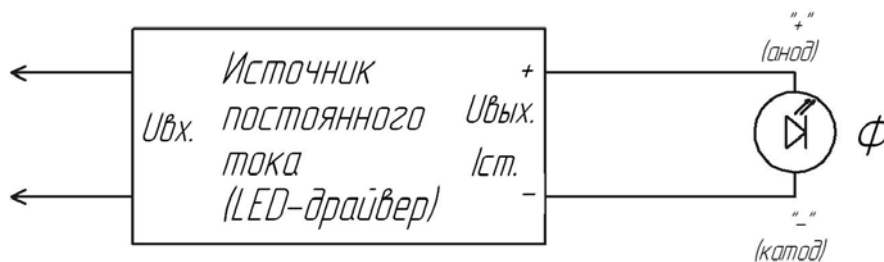 "+"
(анод)
Источник
постоянного
тока
(LED-драйвер)
Uвх.
+
Uвых.
Iст.
–
Ф
"–"
(катод)